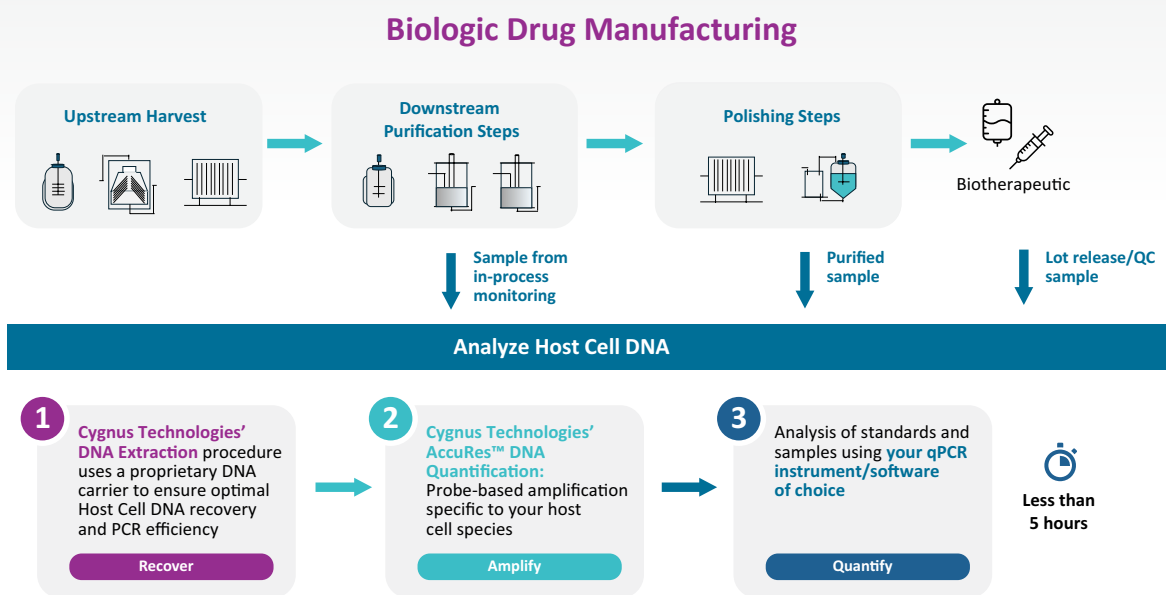 Biologic Drug Manufacturing
Upstream Harvest
Downstream
Purification Steps
Polishing Steps
Biotherapeutic
Sample from
in-process
monitoring
Purified
sample
Lot release/QC
sample
Analyze Host Cell DNA
1
Cygnus Technologies’
DNA Extraction procedure
uses a proprietary DNA
carrier to ensure optimal
Host Cell DNA recovery
and PCR efficiency
Recover
2
Cygnus Technologies’
AccuRes™ DNA
Quantification:
Probe-based amplification
specific to your host
cell species
Amplify
3
Analysis of standards and
samples using your qPCR
instrument/software
of choice
Quantify
Less than
5 hours